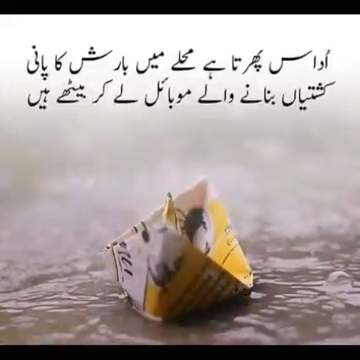 اُداس پھرتا ہے محلے میں بارش کا پانی
کشتیاں بنانے والے موبائل لے کر بیٹھے ہیں